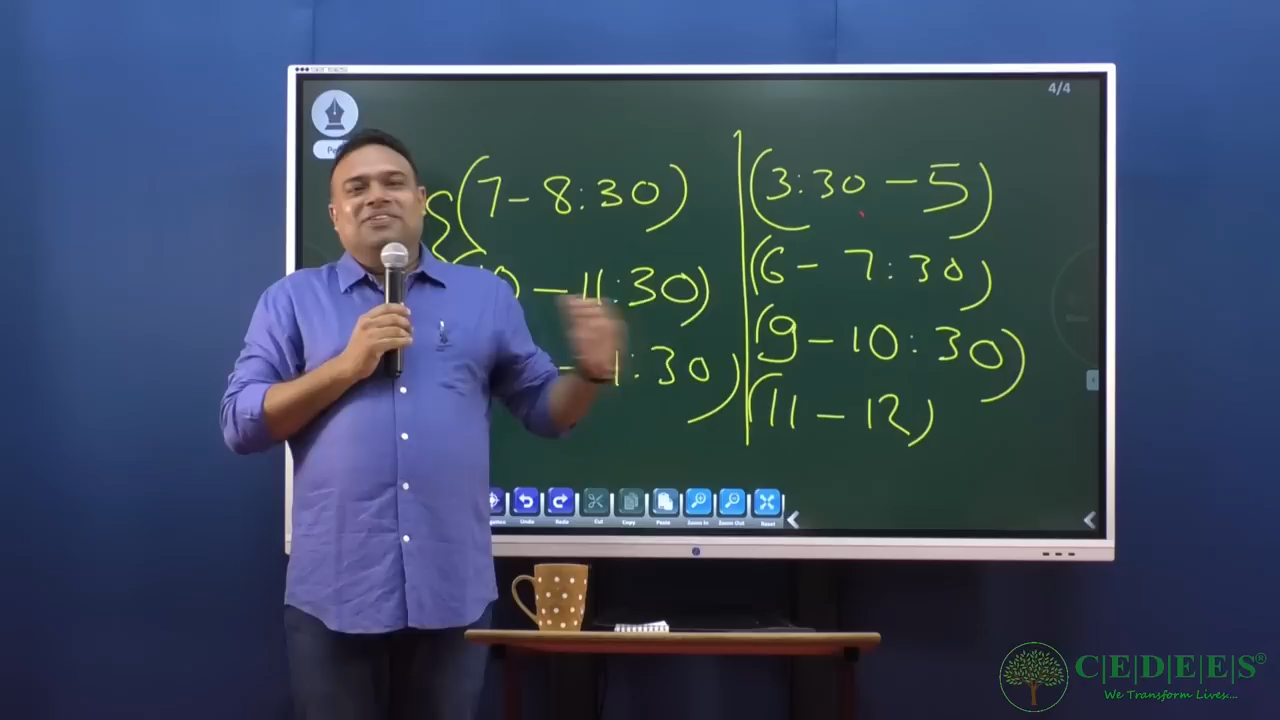 4/4
(7-8:30)
-11:30)
:30)
(3:30-5)
(6-7:30)
(9-10:30)
(11-12)
Undo Redo Cut Copy Paste Zoom In Zoom Out Reset
C|E|D|E|E|S®
We Transform Lives...